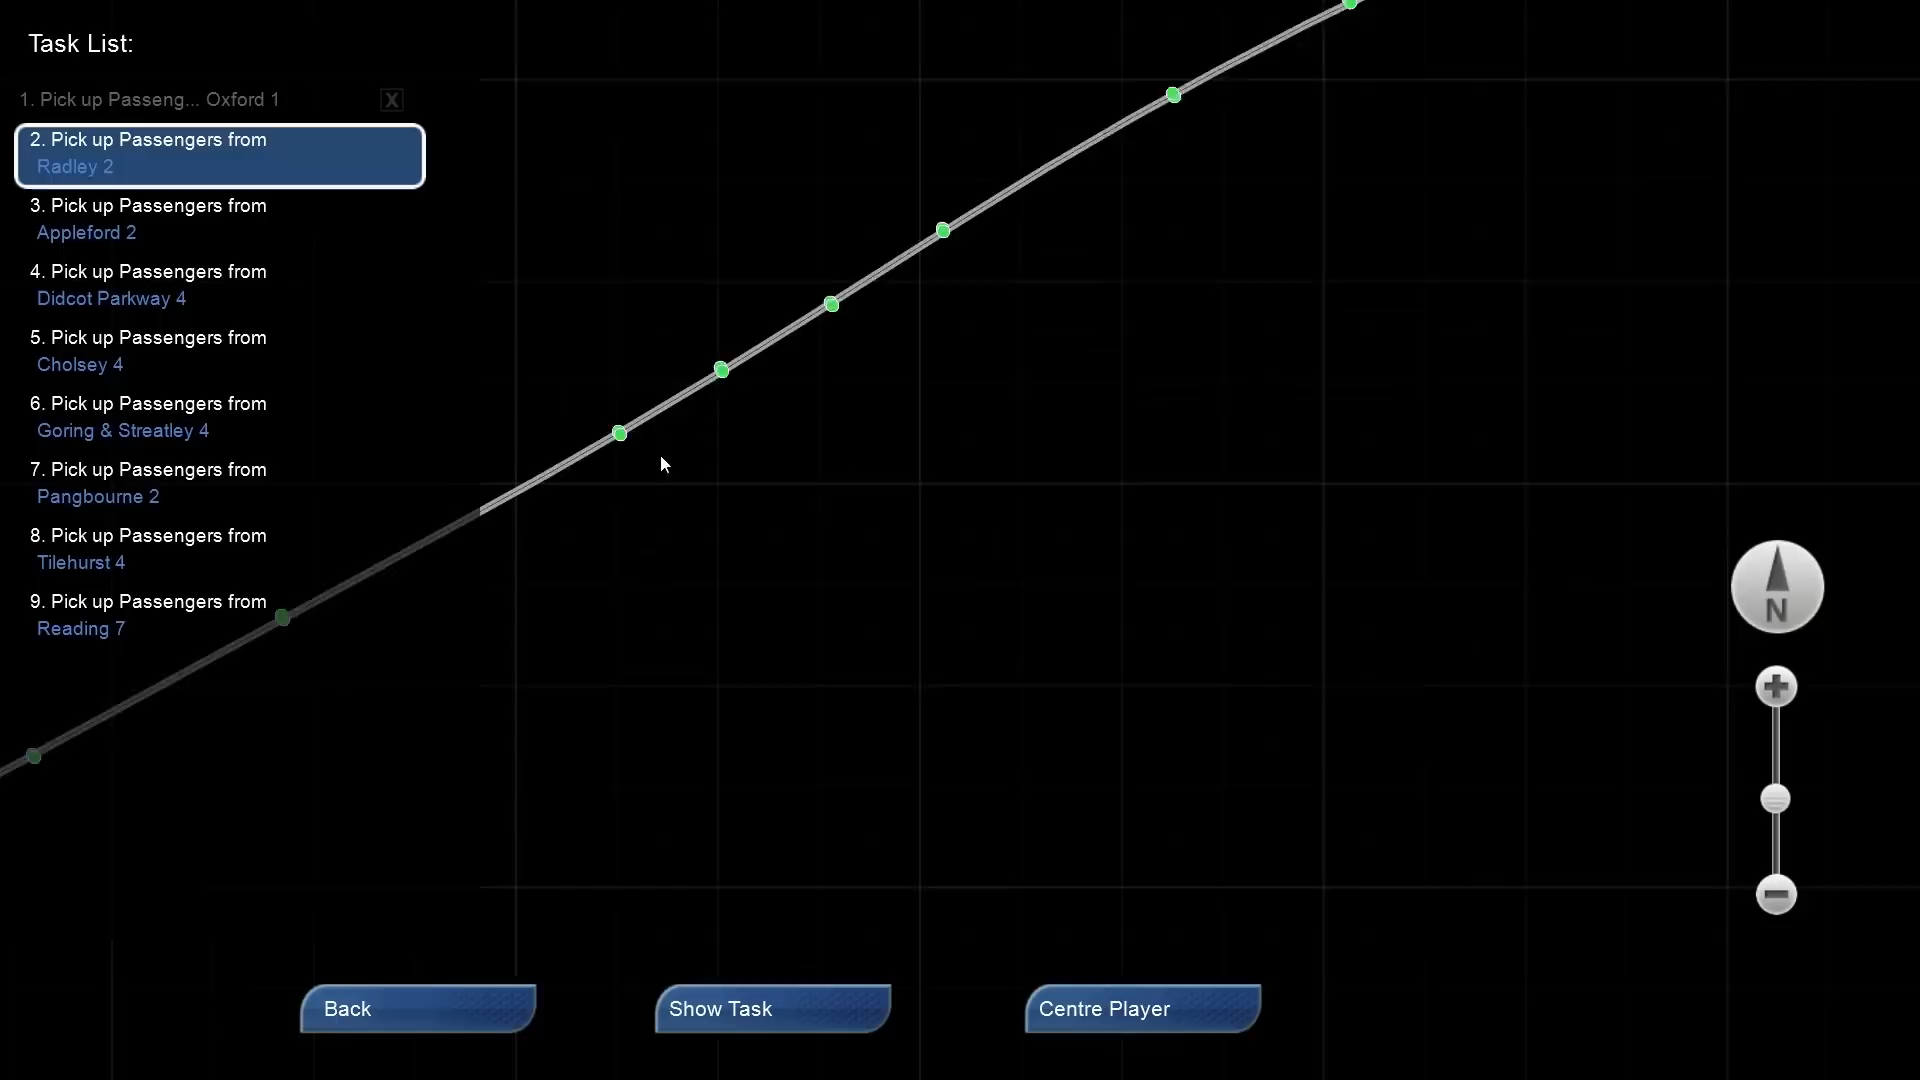 Task List:
1. Pick up Passeng... Oxford 1
X
2. Pick up Passengers from
Radley 2
3. Pick up Passengers from
Appleford 2
4. Pick up Passengers from
Didcot Parkway 4
5. Pick up Passengers from
Cholsey 4
6. Pick up Passengers from
Goring & Streatley 4
7. Pick up Passengers from
Pangbourne 2
8. Pick up Passengers from
Tilehurst 4
9. Pick up Passengers from
Reading 7
N
Back
Show Task
Centre Player